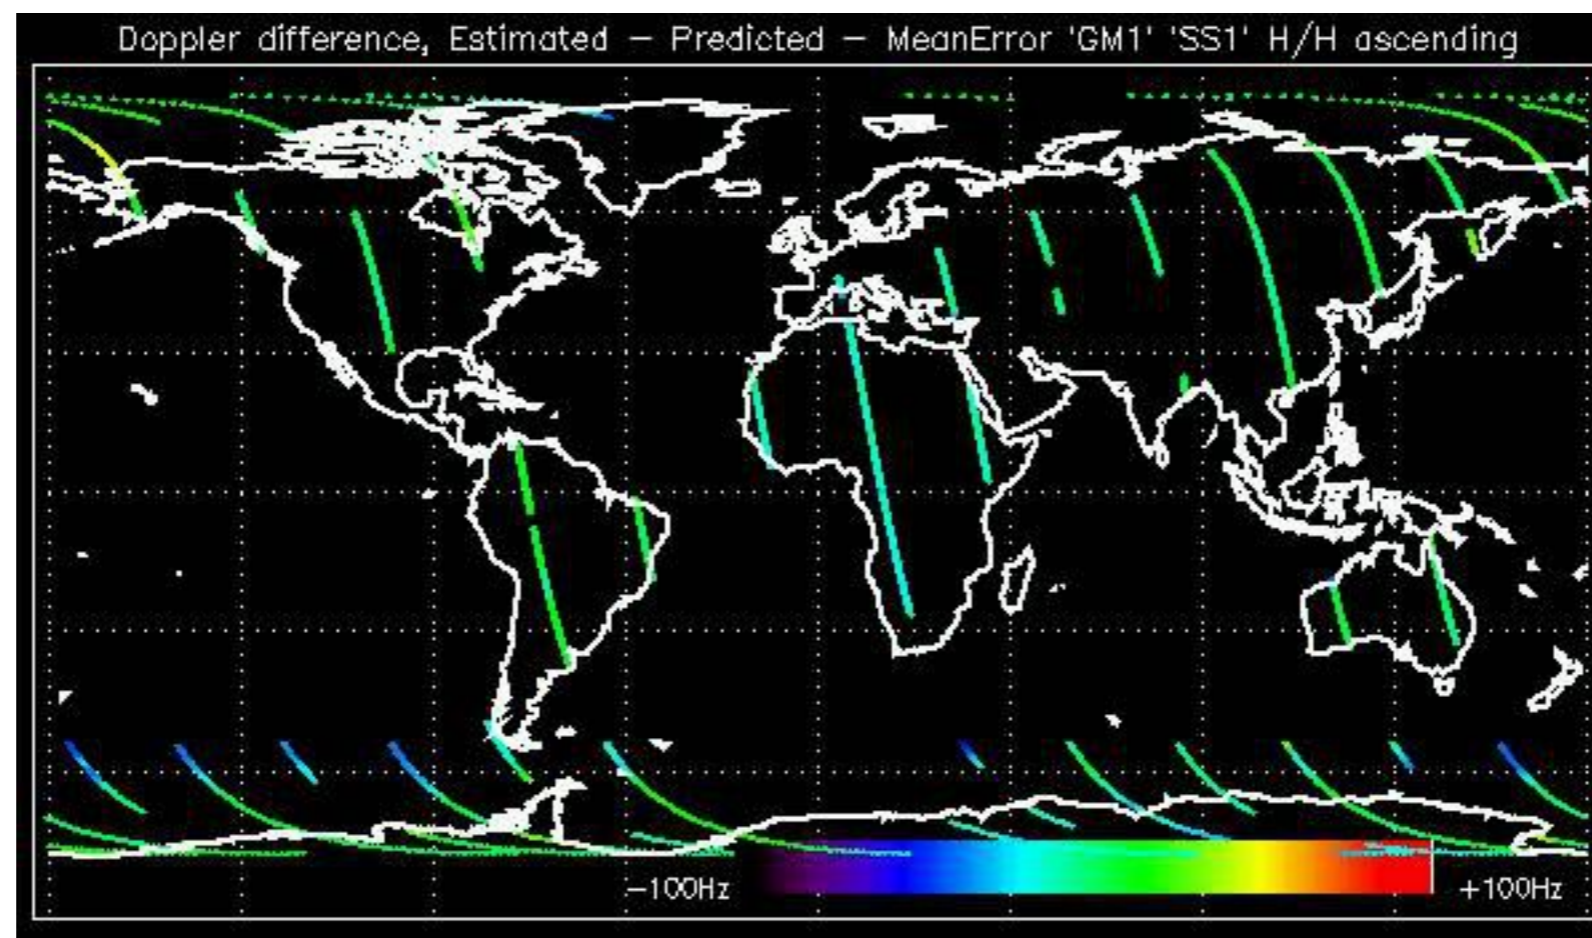 Doppler difference, Estimated – Predicted – MeanError 'GM1' 'SS1' H/H ascending
–100Hz
+100Hz